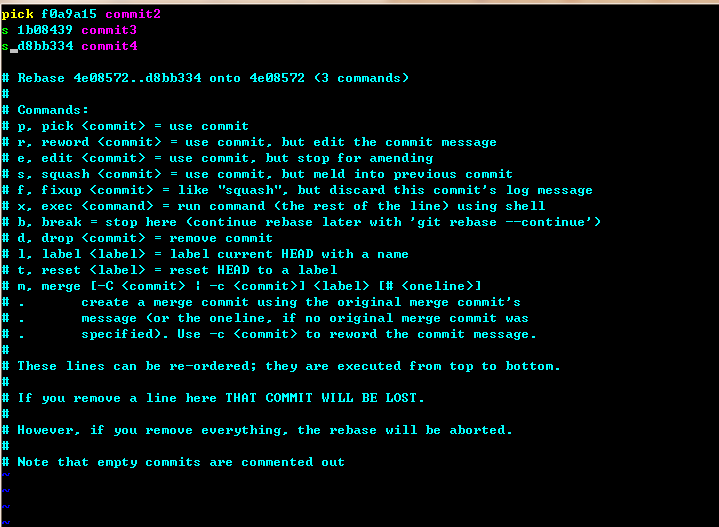 pick f0a9a15 commit2
s 1b08439 commit3
s d8bb334 commit4
# Rebase 4e08572..d8bb334 onto 4e08572 (3 commands)
#
# Commands:
# p, pick <commit> = use commit
# r, reword <commit> = use commit, but edit the commit message
# e, edit <commit> = use commit, but stop for amending
# s, squash <commit> = use commit, but meld into previous commit
# f, fixup <commit> = like "squash", but discard this commit's log message
# x, exec <command> = run command (the rest of the line) using shell
# b, break = stop here (continue rebase later with 'git rebase --continue')
# d, drop <commit> = remove commit
# l, label <label> = label current HEAD with a name
# t, reset <label> = reset HEAD to a label
# m, merge [-C <commit> | -c <commit>] <label> [# <oneline>]
# .       create a merge commit using the original merge commit's
# .       message (or the oneline, if no original merge commit was
# .       specified). Use -c <commit> to reword the commit message.
#
# These lines can be re-ordered; they are executed from top to bottom.
#
# If you remove a line here THAT COMMIT WILL BE LOST.
#
# However, if you remove everything, the rebase will be aborted.
#
# Note that empty commits are commented out
~
~
~
~